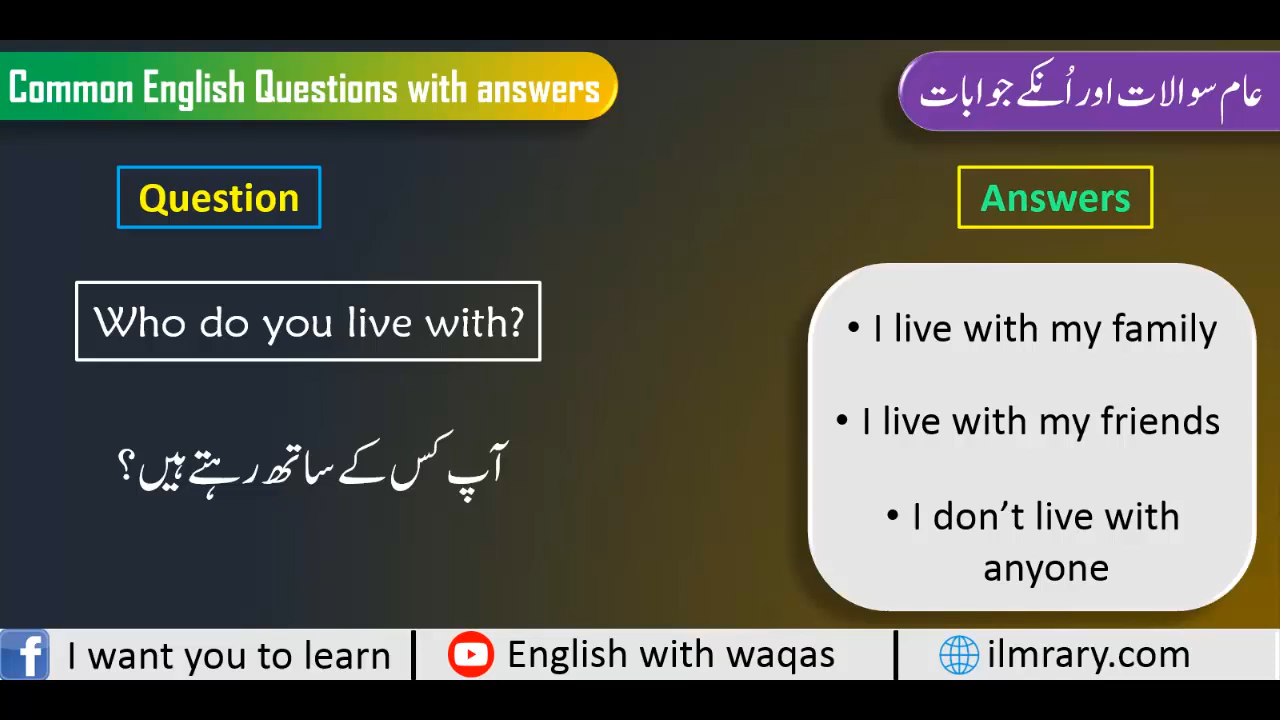 Common English Questions with answers
عام سوالات اور اُنکے جوابات
Question
Answers
Who do you live with?
آپ کس کے ساتھ رہتے ہیں؟
• I live with my family
• I live with my friends
• I don’t live with
anyone
f I want you to learn
English with waqas
ilmrary.com